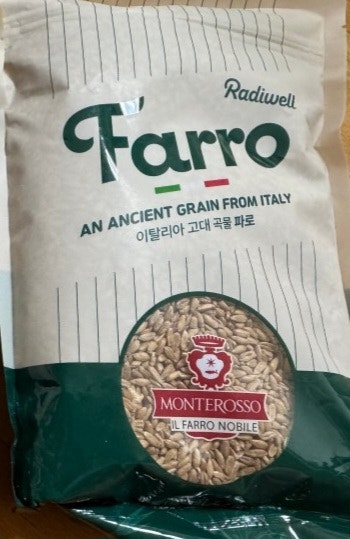 Radiwell
Farro
AN ANCIENT GRAIN FROM ITALY
이탈리아 고대 곡물 파로
MONTEROSSO
IL FARRO NOBILE